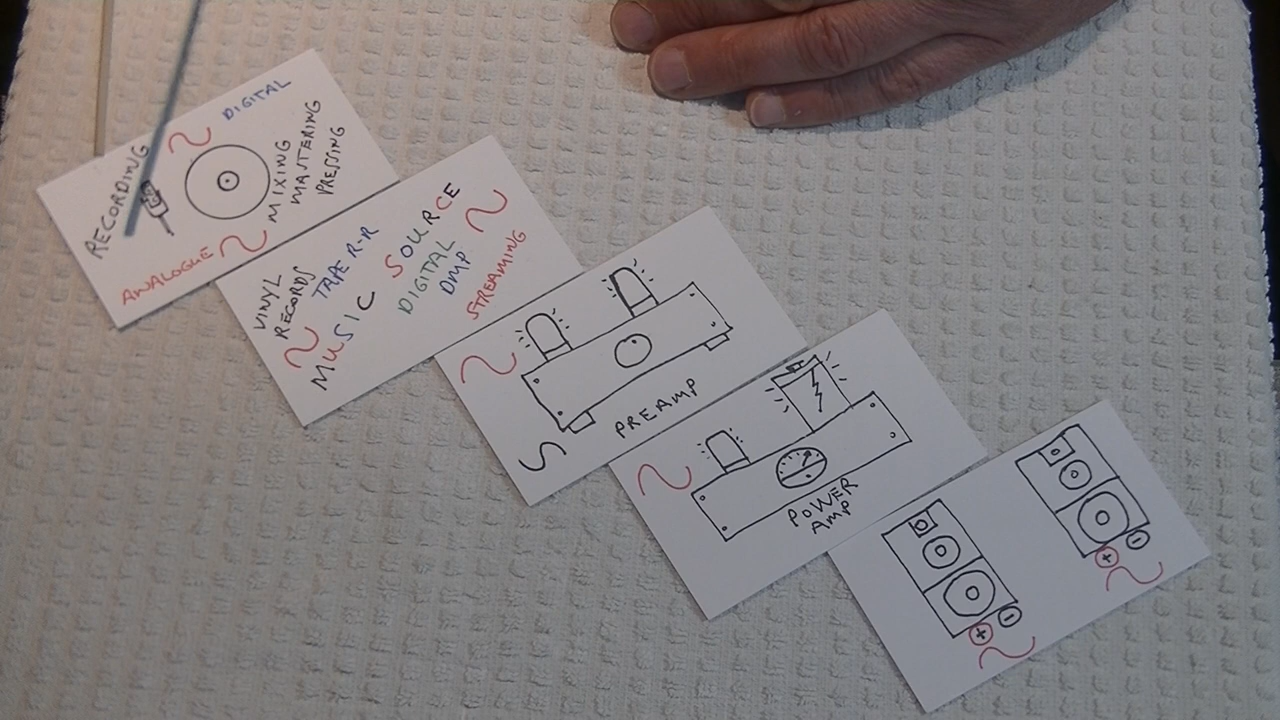 RECORDING
ANALOGUE
DIGITAL
MIXING
MASTERING
PRESSING
VINYL
RECORDS
TAPE R-R
MUSIC SOURCE
DIGITAL
DMP
STREAMING
PREAMP
POWER
AMP
+
-
+
-